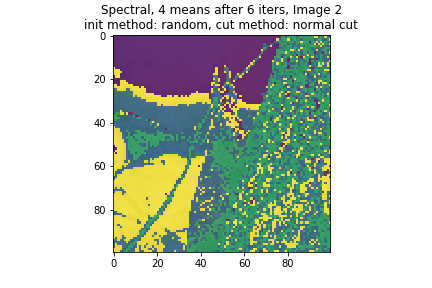 Spectral, 4 means after 6 iters, Image 2
init method: random, cut method: normal cut
0
20
40
60
80
0 20 40 60 80